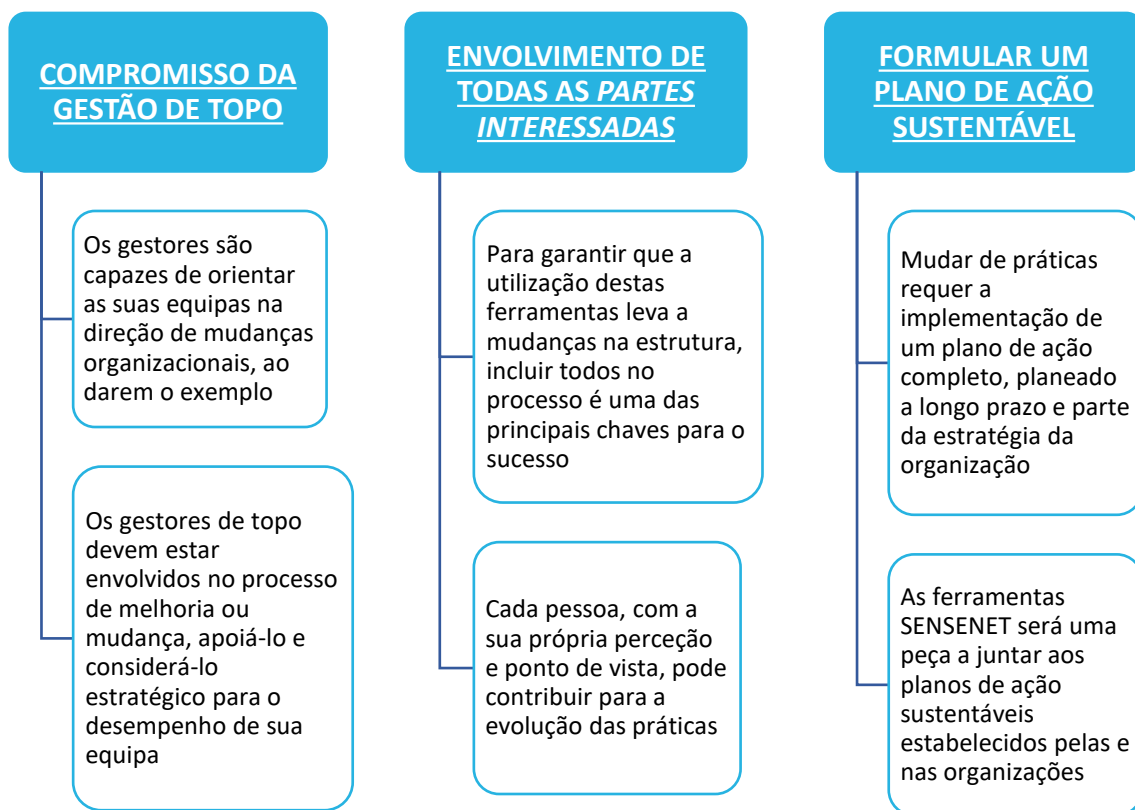 COMPROMISSO DA
GESTÃO DE TOPO
Os gestores são
capazes de orientar
as suas equipas na
direção de mudanças
organizacionais, ao
darem o exemplo
Os gestores de topo
devem estar
envolvidos no processo
de melhoria ou
mudança, apoiá-lo e
considerá-lo
estratégico para o
desempenho de sua
equipa
ENVOLVIMENTO DE
TODAS AS PARTES
INTERESSADAS
Para garantir que a
utilização destas
ferramentas leva a
mudanças na estrutura,
incluir todos no
processo é uma das
principais chaves para o
sucesso
Cada pessoa, com a
sua própria perceção
e ponto de vista, pode
contribuir para a
evolução das práticas
FORMULAR UM
PLANO DE AÇÃO
SUSTENTÁVEL
Mudar de práticas
requer a
implementação de
um plano de ação
completo, planeado
a longo prazo e parte
da estratégia da
organização
As ferramentas
SENSENET será uma
peça a juntar aos
planos de ação
sustentáveis
estabelecidos pelas e
nas organizações